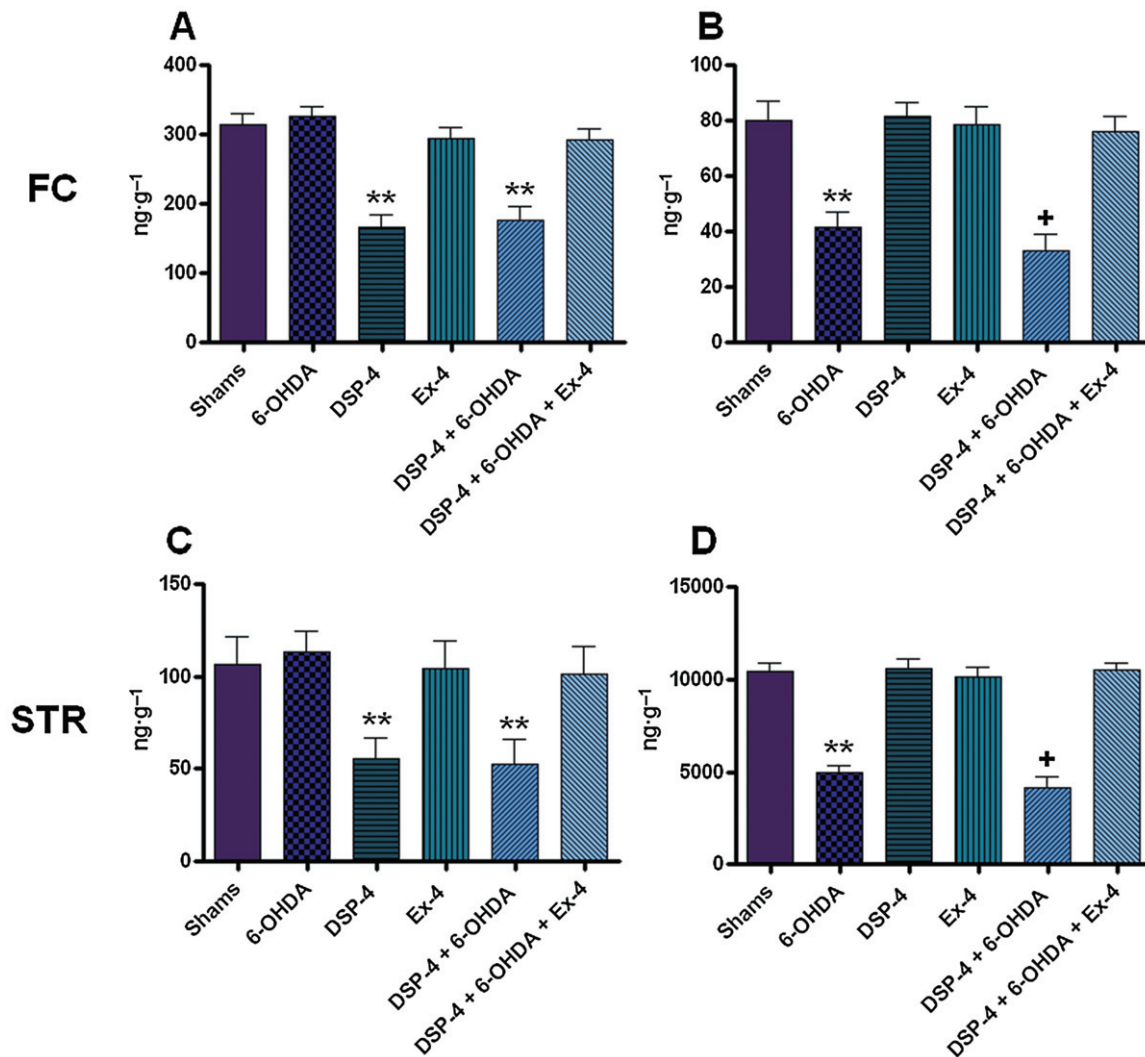 A
B
FC
400
300
200
100
0
ng·g⁻¹
**
**
Shams
6-OHDA
DSP-4
Ex-4
DSP-4 + 6-OHDA
DSP-4 + 6-OHDA + Ex-4
100
80
60
40
20
0
ng·g⁻¹
**
+
Shams
6-OHDA
DSP-4
Ex-4
DSP-4 + 6-OHDA
DSP-4 + 6-OHDA + Ex-4
C
D
STR
150
100
50
0
ng·g⁻¹
**
**
Shams
6-OHDA
DSP-4
Ex-4
DSP-4 + 6-OHDA
DSP-4 + 6-OHDA + Ex-4
15000
10000
5000
0
ng·g⁻¹
**
+
Shams
6-OHDA
DSP-4
Ex-4
DSP-4 + 6-OHDA
DSP-4 + 6-OHDA + Ex-4